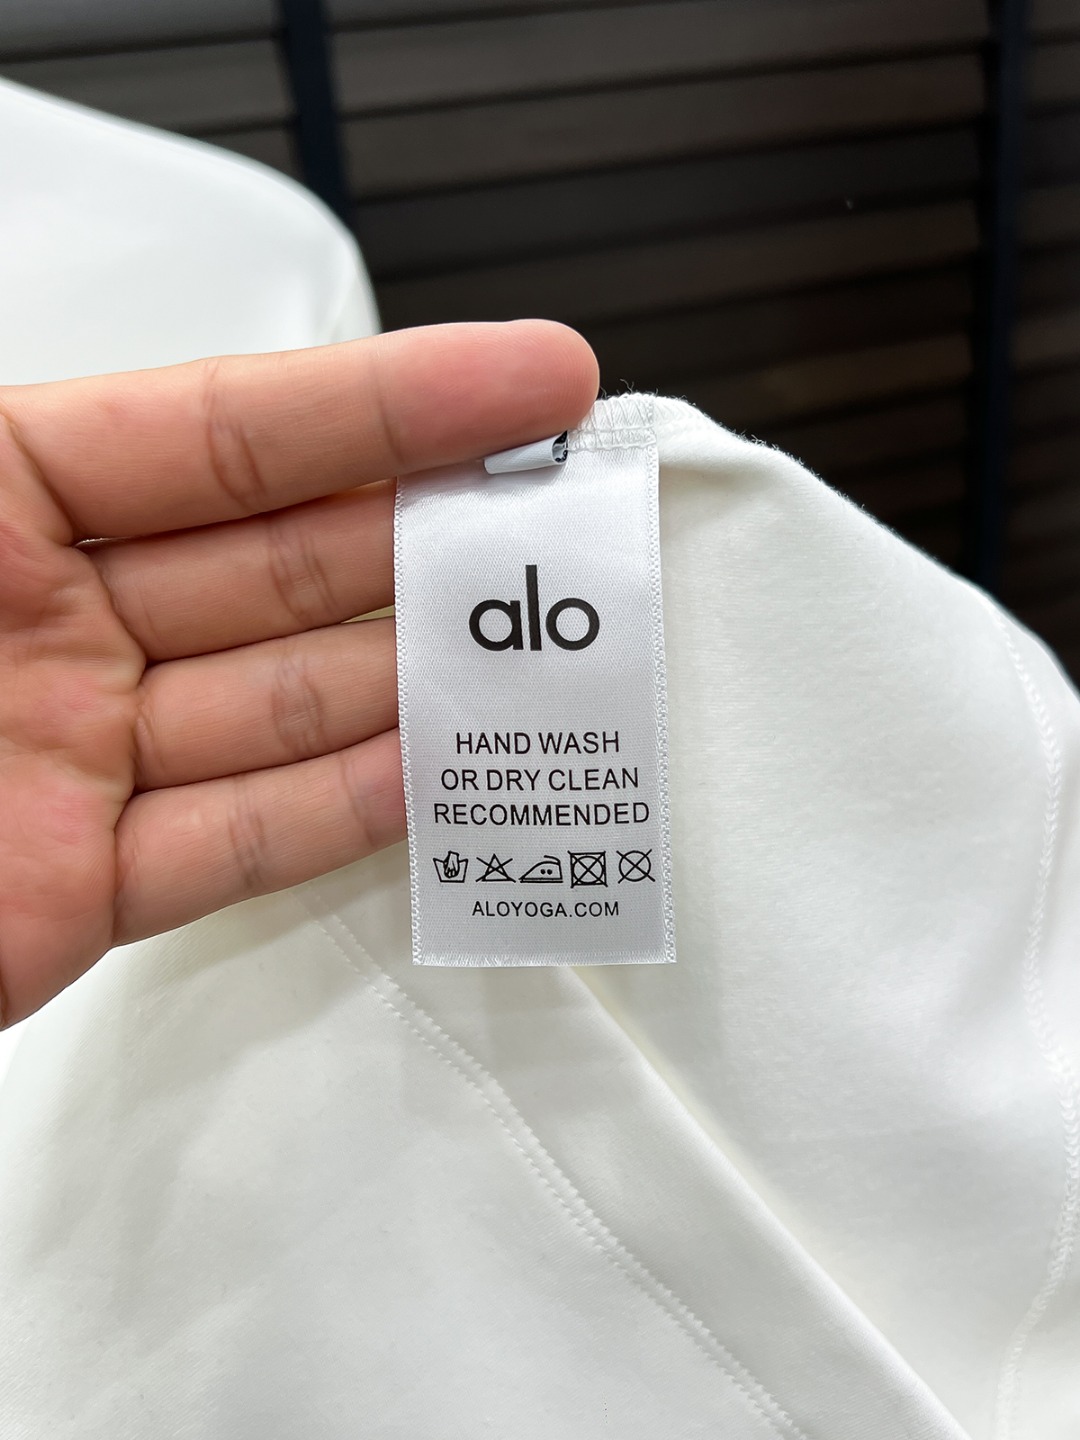 alo
HAND WASH
OR DRY CLEAN
RECOMMENDED
ALOYOGA.COM